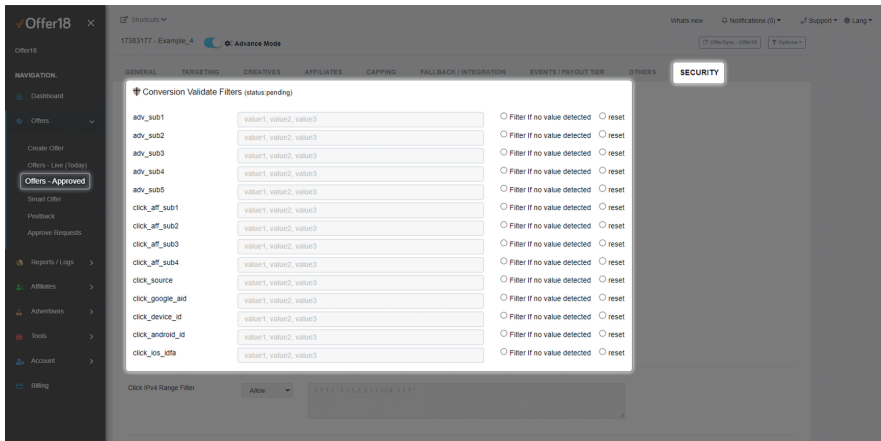 Offer18 ×
Shortcuts
Whats new
Notifications (0)
Support
Lang
Offer18
17383177 - Example_4
Advance Mode
Options
NAVIGATION.
GENERAL TARGETING CREATIVES AFFILIATES CAPPING FALLBACK / INTEGRATION EVENTS / PAYOUT TIER OTHERS SECURITY
Dashboard
Offers
Create Offer
Offers - Live (Today)
Offers - Approved
Smart Offer
Postback
Approve Requests
Reports / Logs
Affiliates
Advertisers
Tools
Account
Billing
Conversion Validate Filters (status:pending)
adv_sub1 value1, value2, value3 Filter If no value detected reset
adv_sub2 value1, value2, value3 Filter If no value detected reset
adv_sub3 value1, value2, value3 Filter If no value detected reset
adv_sub4 value1, value2, value3 Filter If no value detected reset
adv_sub5 value1, value2, value3 Filter If no value detected reset
click_aff_sub1 value1, value2, value3 Filter If no value detected reset
click_aff_sub2 value1, value2, value3 Filter If no value detected reset
click_aff_sub3 value1, value2, value3 Filter If no value detected reset
click_aff_sub4 value1, value2, value3 Filter If no value detected reset
click_source value1, value2, value3 Filter If no value detected reset
click_google_aid value1, value2, value3 Filter If no value detected reset
click_device_id value1, value2, value3 Filter If no value detected reset
click_android_id value1, value2, value3 Filter If no value detected reset
click_ios_idfa value1, value2, value3 Filter If no value detected reset
Click IPv4 Range Filter Allow